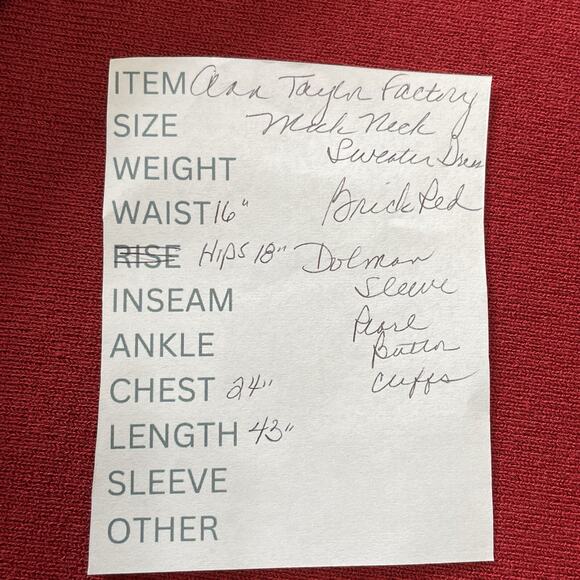 ITEM Ann Taylor Factory
SIZE Mock Neck
Sweater Dress
WEIGHT
WAIST 16" Brick Red
RISE Hips 18" Dolman
Sleeve
INSEAM
Pearl
ANKLE Button
CHEST 24" Cuffs
LENGTH 43"
SLEEVE
OTHER